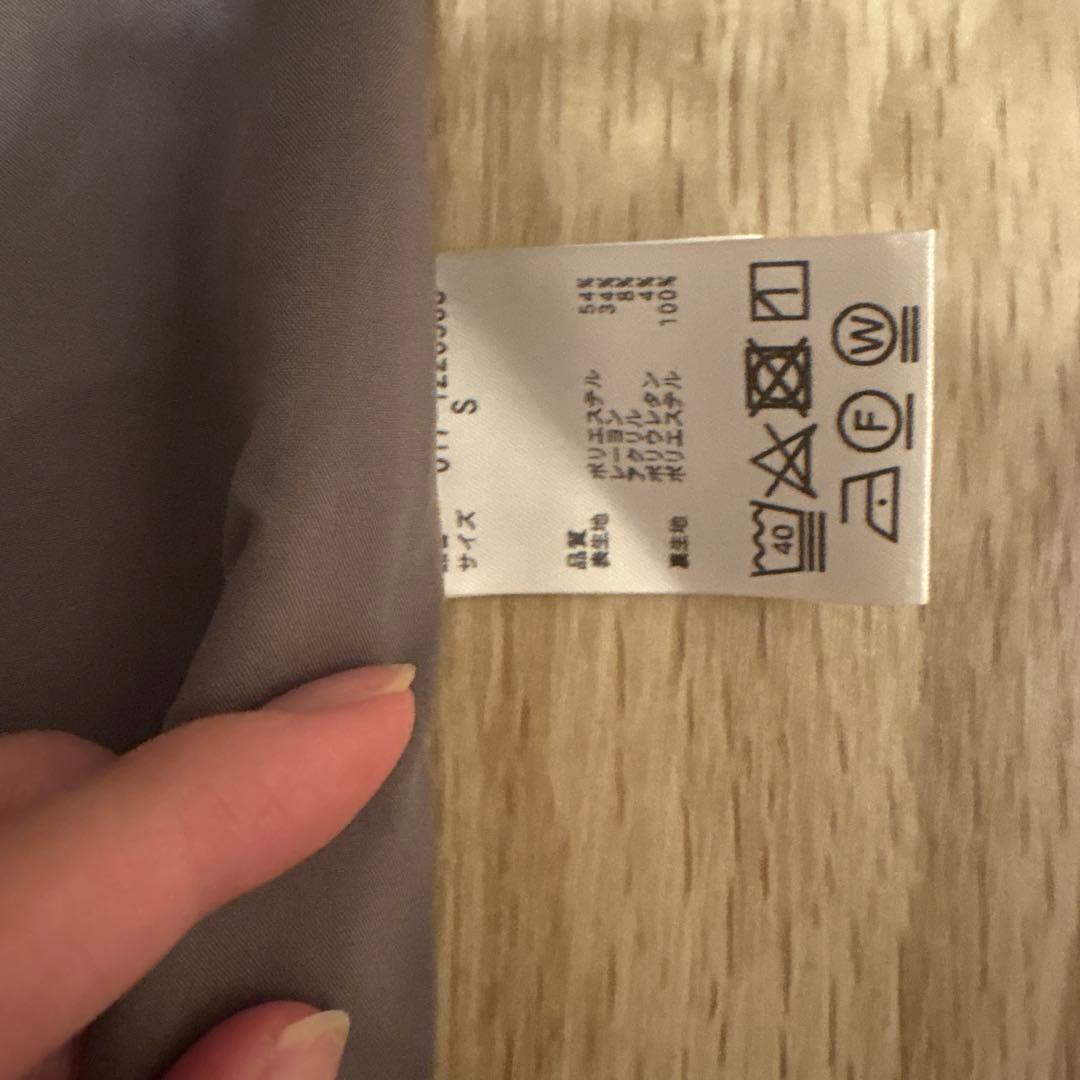 サイズ S
品質
表生地 ポリエステル 54%
レーヨン 34%
アクリル 8%
ポリウレタン 4%
裏生地 ポリエステル 100%
40
F W